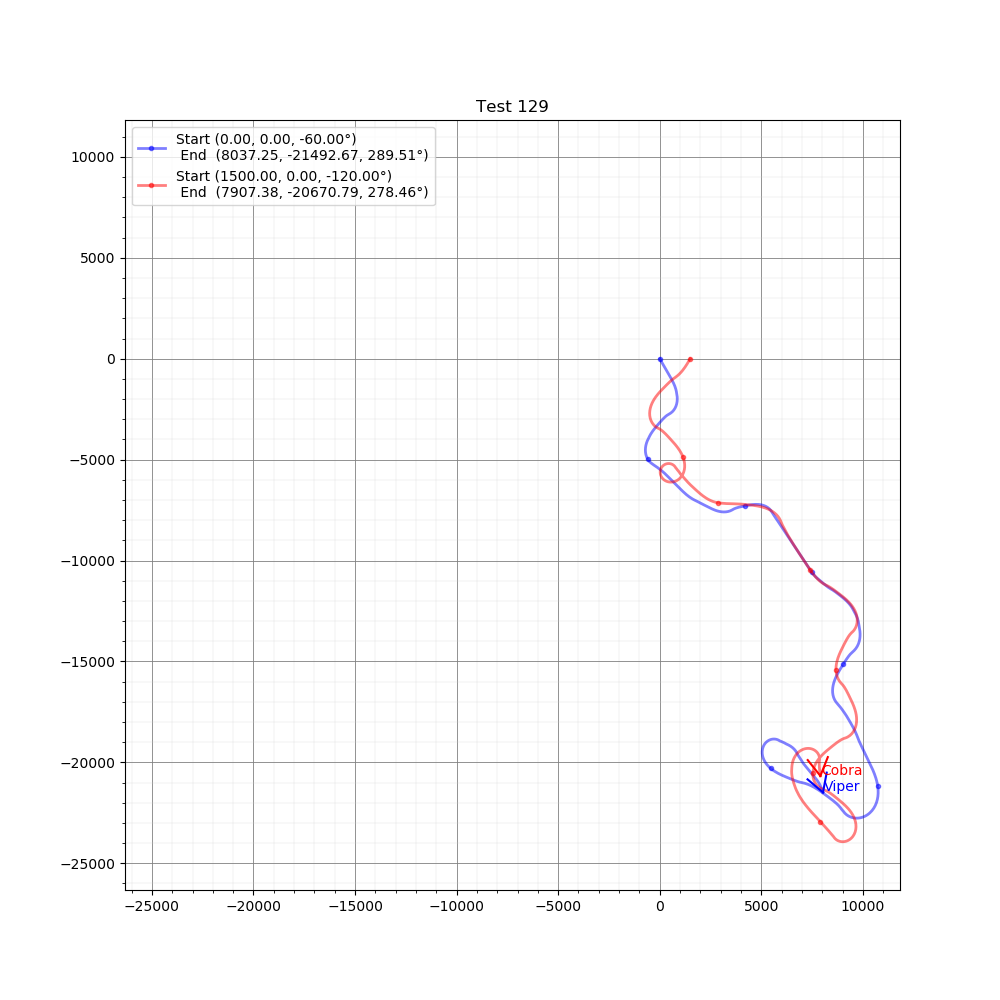 Test 129
Start (0.00, 0.00, -60.00°)
End (8037.25, -21492.67, 289.51°)
Start (1500.00, 0.00, -120.00°)
End (7907.38, -20670.79, 278.46°)
10000
5000
0
−5000
−10000
−15000
−20000
−25000
Cobra
Viper
−25000 −20000 −15000 −10000 −5000 0 5000 10000